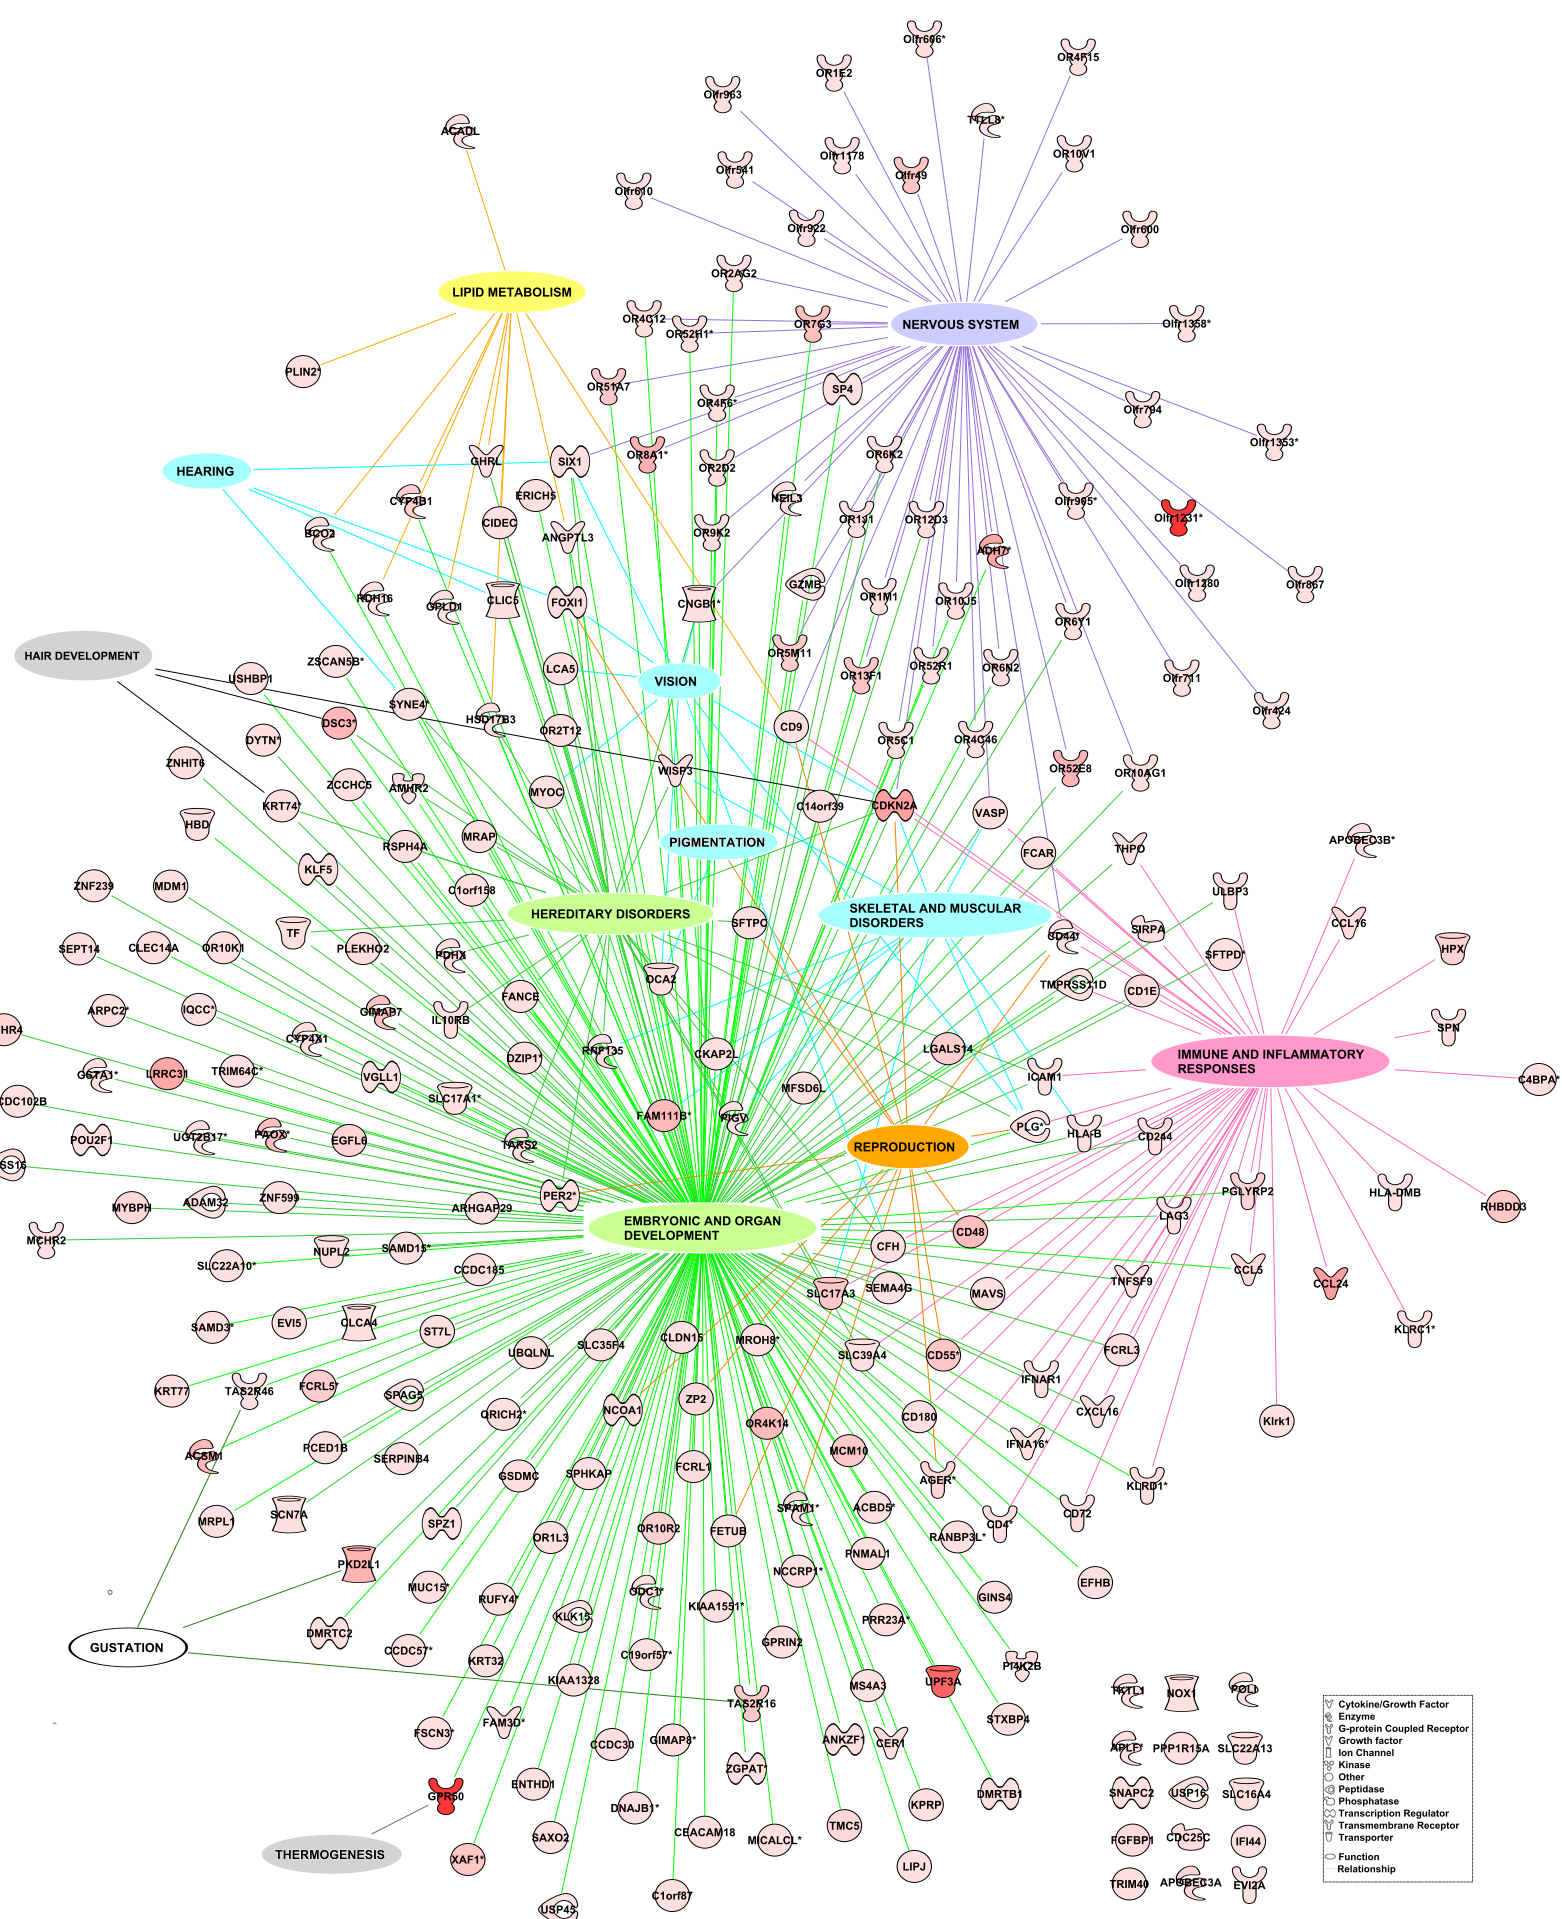 Olfr606*
OR4F15
OR1E2
Olfr963
TTLL8*
ACADL
Olfr1178
OR10V1
Olfr541
Olfr49
Olfr610
Olfr922
Olfr600
OR2AG2
LIPID METABOLISM
OR4C12
OR52H1*
OR7G3
NERVOUS SYSTEM
Olfr1358*
PLIN2*
OR51A7
SP4
OR4F6*
Olfr794
Olfr1353*
HEARING
GHRL
SIX1
OR8A1*
OR2D2
OR6K2
CYP4B1
ERICH5
NEIL3
Olfr965*
BCO2
CIDEC
ANGPTL3
OR9K2
OR1J1
OR12D3
Olfr1231*
ADH7*
RDH16
GPLD1
CLIC5
FOXI1
CNGB1*
GZMB
OR1M1
OR10J5
Olfr1280
Olfr867
OR6Y1
HAIR DEVELOPMENT
ZSCAN5B*
USHBP1
LCA5
VISION
OR5M11
OR13F1
OR52R1
OR6N2
Olfr711
SYNE4*
DSC3*
HSD17B3
OR2T12
CD9
Olfr424
DYTN*
OR5C1
OR4C46
ZNHIT6
ZCCHC5
AMHR2
MYOC
WISP3
OR52E8
OR10AG1
KRT74*
C14orf39
CDKN2A
VASP
HBD
RSPH4A
MRAP
PIGMENTATION
FCAR
THPO
APOBEC3B*
ZNF239
MDM1
KLF5
C1orf158
ULBP3
HEREDITARY DISORDERS
SFTPC
SKELETAL AND MUSCULAR
DISORDERS
CCL16
SEPT14
CLEC14A
OR10K1
TF
PLEKHO2
PDHX
CD44*
SIRPA
SFTPD*
HPX
OCA2
TMPRSS11D
CD1E
ARPC2*
IQCC*
GIMAP7
IL10RB
FANCE
SPN
HR4
CYP4X1
DZIP1*
RNF135
CKAP2L
LGALS14
IMMUNE AND INFLAMMATORY
RESPONSES
GSTA1*
LRRC31
TRIM64C*
VGLL1
SLC17A1*
MFSD6L
ICAM1
C4BPA*
CDC102B
FAM111B*
PIGV
PLG*
HLA-B
CD244
POU2F1
UGT2B17*
PAOX*
EGFL6
TARS2
REPRODUCTION
SS16
MYBPH
ADAM32
ZNF599
ARHGAP29
PER2*
PGLYRP2
HLA-DMB
RHBDD3
MCHR2
EMBRYONIC AND ORGAN
DEVELOPMENT
CFH
CD48
LAG3
SLC22A10*
NUPL2
SAMD15*
CCDC185
SLC17A3
SEMA4G
MAVS
TNFSF9
CCL5
CCL24
SAMD3*
EVI5
CLCA4
ST7L
UBQLNL
SLC35F4
CLDN15
MROH8*
SLC39A4
CD55*
FCRL3
KLRC1*
KRT77
TAS2R46
FCRL5*
SPAG5
QRICH2*
NCOA1
ZP2
OR4K14
CD180
IFNAR1
CXCL16
Klrk1
ACSM1
PCED1B
SERPINB4
GSDMC
SPHKAP
FCRL1
MCM10
IFNA16*
AGER*
KLRD1*
MRPL1
SCN7A
SPZ1
OR1L3
OR10R2
FETUB
SPAM1*
ACBD5*
RANBP3L*
CD4*
CD72
PKD2L1
MUC15*
RUFY4*
ODC1*
KIAA1551*
NCCRP1*
PNMAL1
GINS4
EFHB
GUSTATION
DMRTC2
CCDC57*
KLK15
GPRIN2
PRR23A*
KRT32
C19orf57*
PI4K2B
KIAA1328
MS4A3
UPF3A
TKTL1
NOX1
POLI
FSCN3*
FAM3D*
TAS2R16
STXBP4
CCDC30
GIMAP8*
ANKZF1
CER1
APLF*
PPP1R15A
SLC22A13
ENTHD1
ZGPAT*
GPR50
DNAJB1*
KPRP
DMRTB1
SNAPC2
USP16
SLC16A4
SAXO2
CEACAM18
MICALCL*
TMC5
THERMOGENESIS
XAF1*
LIPJ
FGFBP1
CDC25C
IFI44
USP45
C1orf87
TRIM40
APOBEC3A
EVI2A
Cytokine/Growth Factor
Enzyme
G-protein Coupled Receptor
Growth factor
Ion Channel
Kinase
Other
Peptidase
Phosphatase
Transcription Regulator
Transmembrane Receptor
Transporter
Function
Relationship